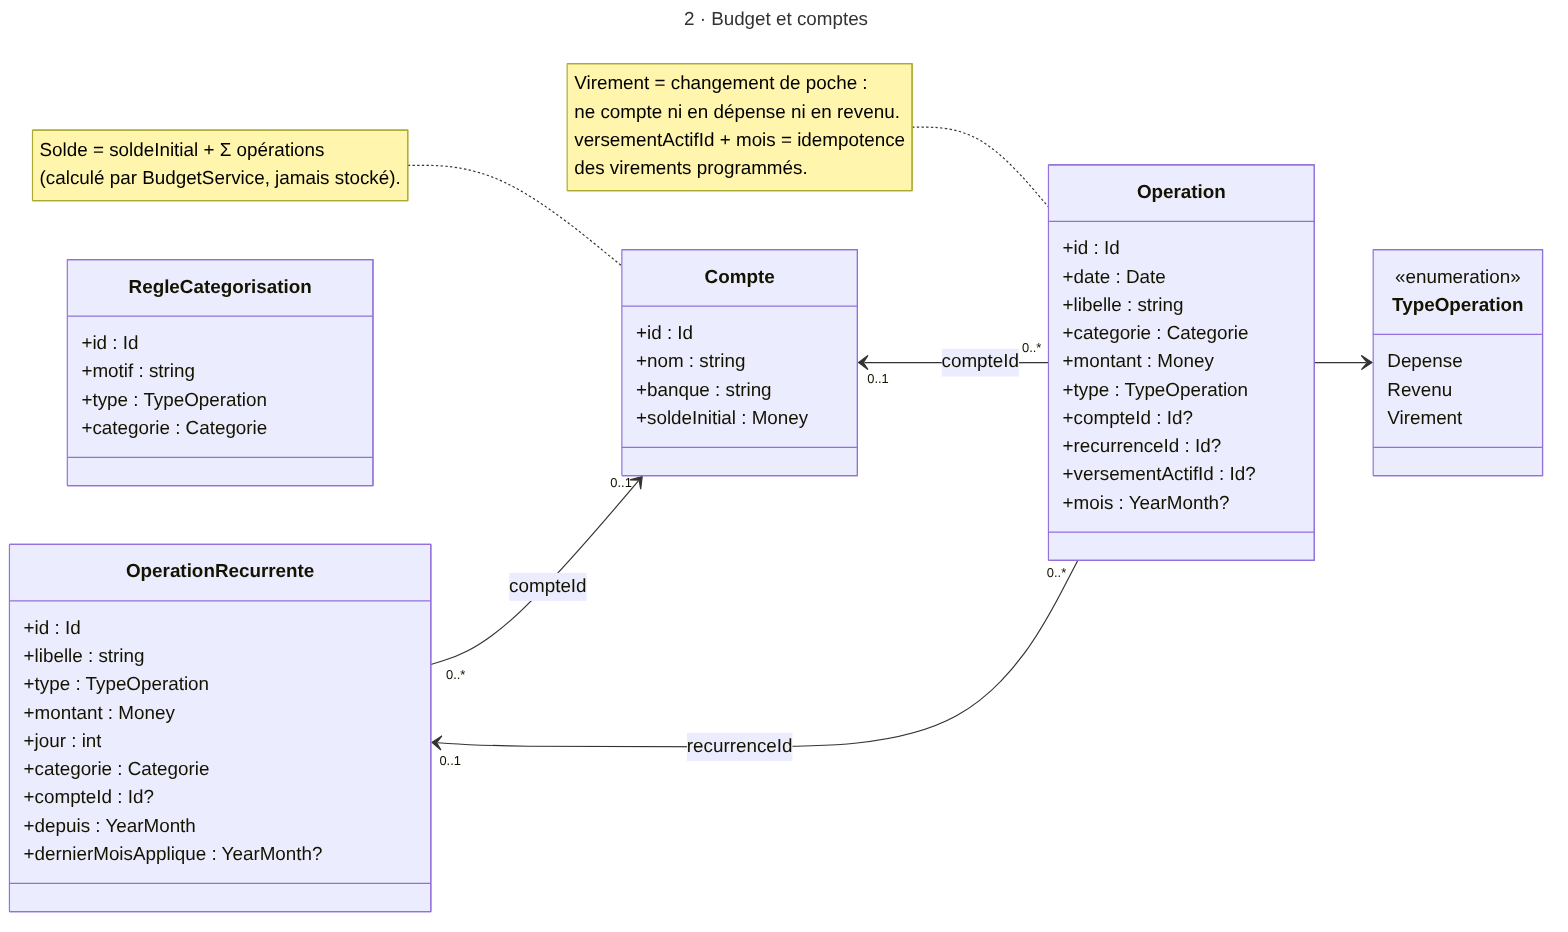 2 · Budget et comptes
Virement = changement de poche :
ne compte ni en dépense ni en revenu.
versementActifId + mois = idempotence
des virements programmés.
Solde = soldeInitial + Σ opérations
(calculé par BudgetService, jamais stocké).
RegleCategorisation
+id : Id
+motif : string
+type : TypeOperation
+categorie : Categorie
Compte
+id : Id
+nom : string
+banque : string
+soldeInitial : Money
0..1
compteId
0..*
Operation
+id : Id
+date : Date
+libelle : string
+categorie : Categorie
+montant : Money
+type : TypeOperation
+compteId : Id?
+recurrenceId : Id?
+versementActifId : Id?
+mois : YearMonth?
«enumeration»
TypeOperation
Depense
Revenu
Virement
0..1
compteId
0..*
OperationRecurrente
+id : Id
+libelle : string
+type : TypeOperation
+montant : Money
+jour : int
+categorie : Categorie
+compteId : Id?
+depuis : YearMonth
+dernierMoisApplique : YearMonth?
0..*
recurrenceId
0..1